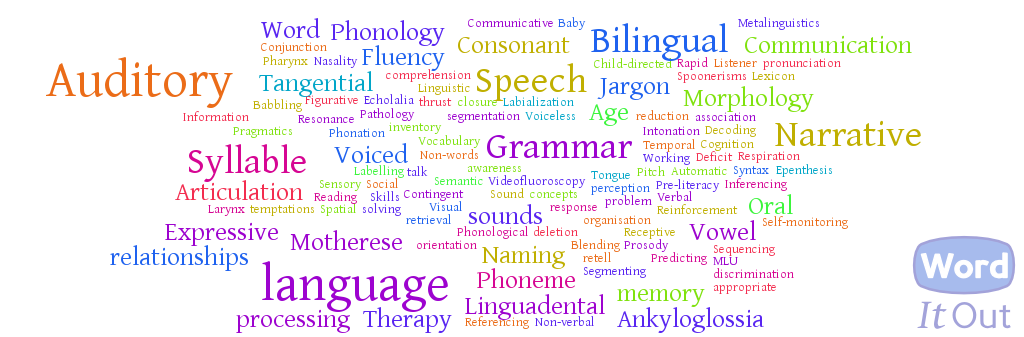 Communicative Baby Metalinguistics
Word Phonology Bilingual
Conjunction Consonant Communication
Pharynx Nasality Fluency Child-directed Rapid Listener pronunciation
Auditory Tangential comprehension Speech Jargon Spoonerisms Lexicon
Linguistic
Babbling Figurative Echolalia thrust closure Labialization Morphology
Information Resonance Pathology segmentation Voiceless Age reduction association
Pragmatics Phonation inventory Intonation Decoding Narrative
Vocabulary Grammar Temporal Cognition
Syllable Voiced Non-words Working Deficit Respiration
Labelling talk awareness Tongue Pitch Automatic Syntax Epenthesis
Articulation Sensory Social Semantic Videofluoroscopy perception Pre-literacy Inferencing
Reading Skills Contingent Sound concepts problem Verbal
Larynx temptations Spatial solving Visual sounds response Reinforcement Oral
retrieval organisation Self-monitoring
Expressive Motherese Phonological deletion Receptive Vowel
relationships orientation Naming Blending Prosody Sequencing
retell Predicting MLU
language Phoneme Segmenting discrimination
memory appropriate
Linguadental
processing Therapy Referencing Non-verbal Ankyloglossia
Word
It Out